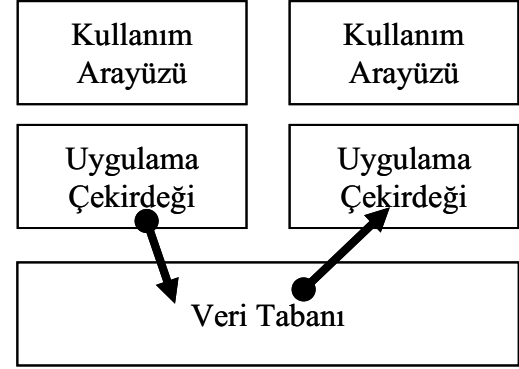 Kullanım
Arayüzü
Kullanım
Arayüzü
Uygulama
Çekirdeği
Uygulama
Çekirdeği
Veri Tabanı